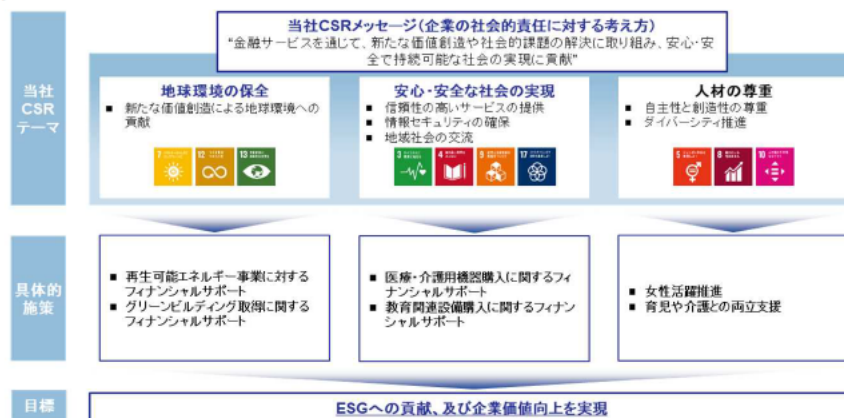 当社CSRメッセージ（企業の社会的責任に対する考え方）
“金融サービスを通じて、新たな価値創造や社会的課題の解決に取り組み、安心・安
全で持続可能な社会の実現に貢献”
当社
CSR
テーマ
地球環境の保全
■ 新たな価値創造による地球環境への
貢献
7
12
13
安心・安全な社会の実現
■ 信頼性の高いサービスの提供
■ 情報セキュリティの確保
■ 地域社会の交流
3
4
9
17
人材の尊重
■ 自主性と創造性の尊重
■ ダイバーシティ推進
5
8
10
具体的
施策
■ 再生可能エネルギー事業に対する
フィナンシャルサポート
■ グリーンビルディング取得に関する
フィナンシャルサポート
■ 医療・介護用機器購入に関するフィ
ナンシャルサポート
■ 教育関連設備購入に関するフィナン
シャルサポート
■ 女性活躍推進
■ 育児や介護との両立支援
目標
ESGへの貢献、及び企業価値向上を実現